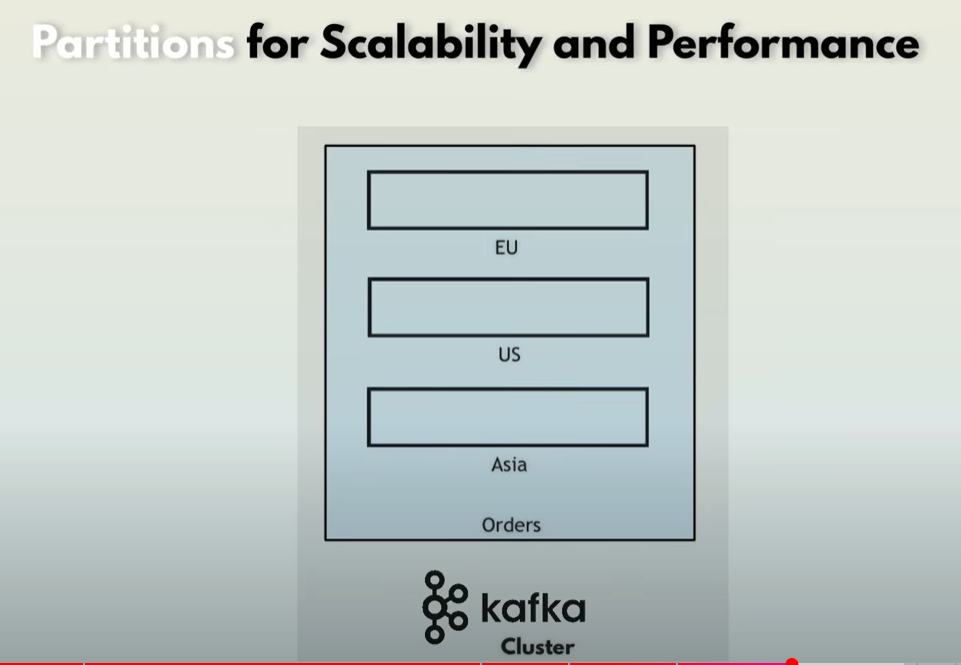 Partitions for Scalability and Performance
EU
US
Asia
Orders
kafka
Cluster